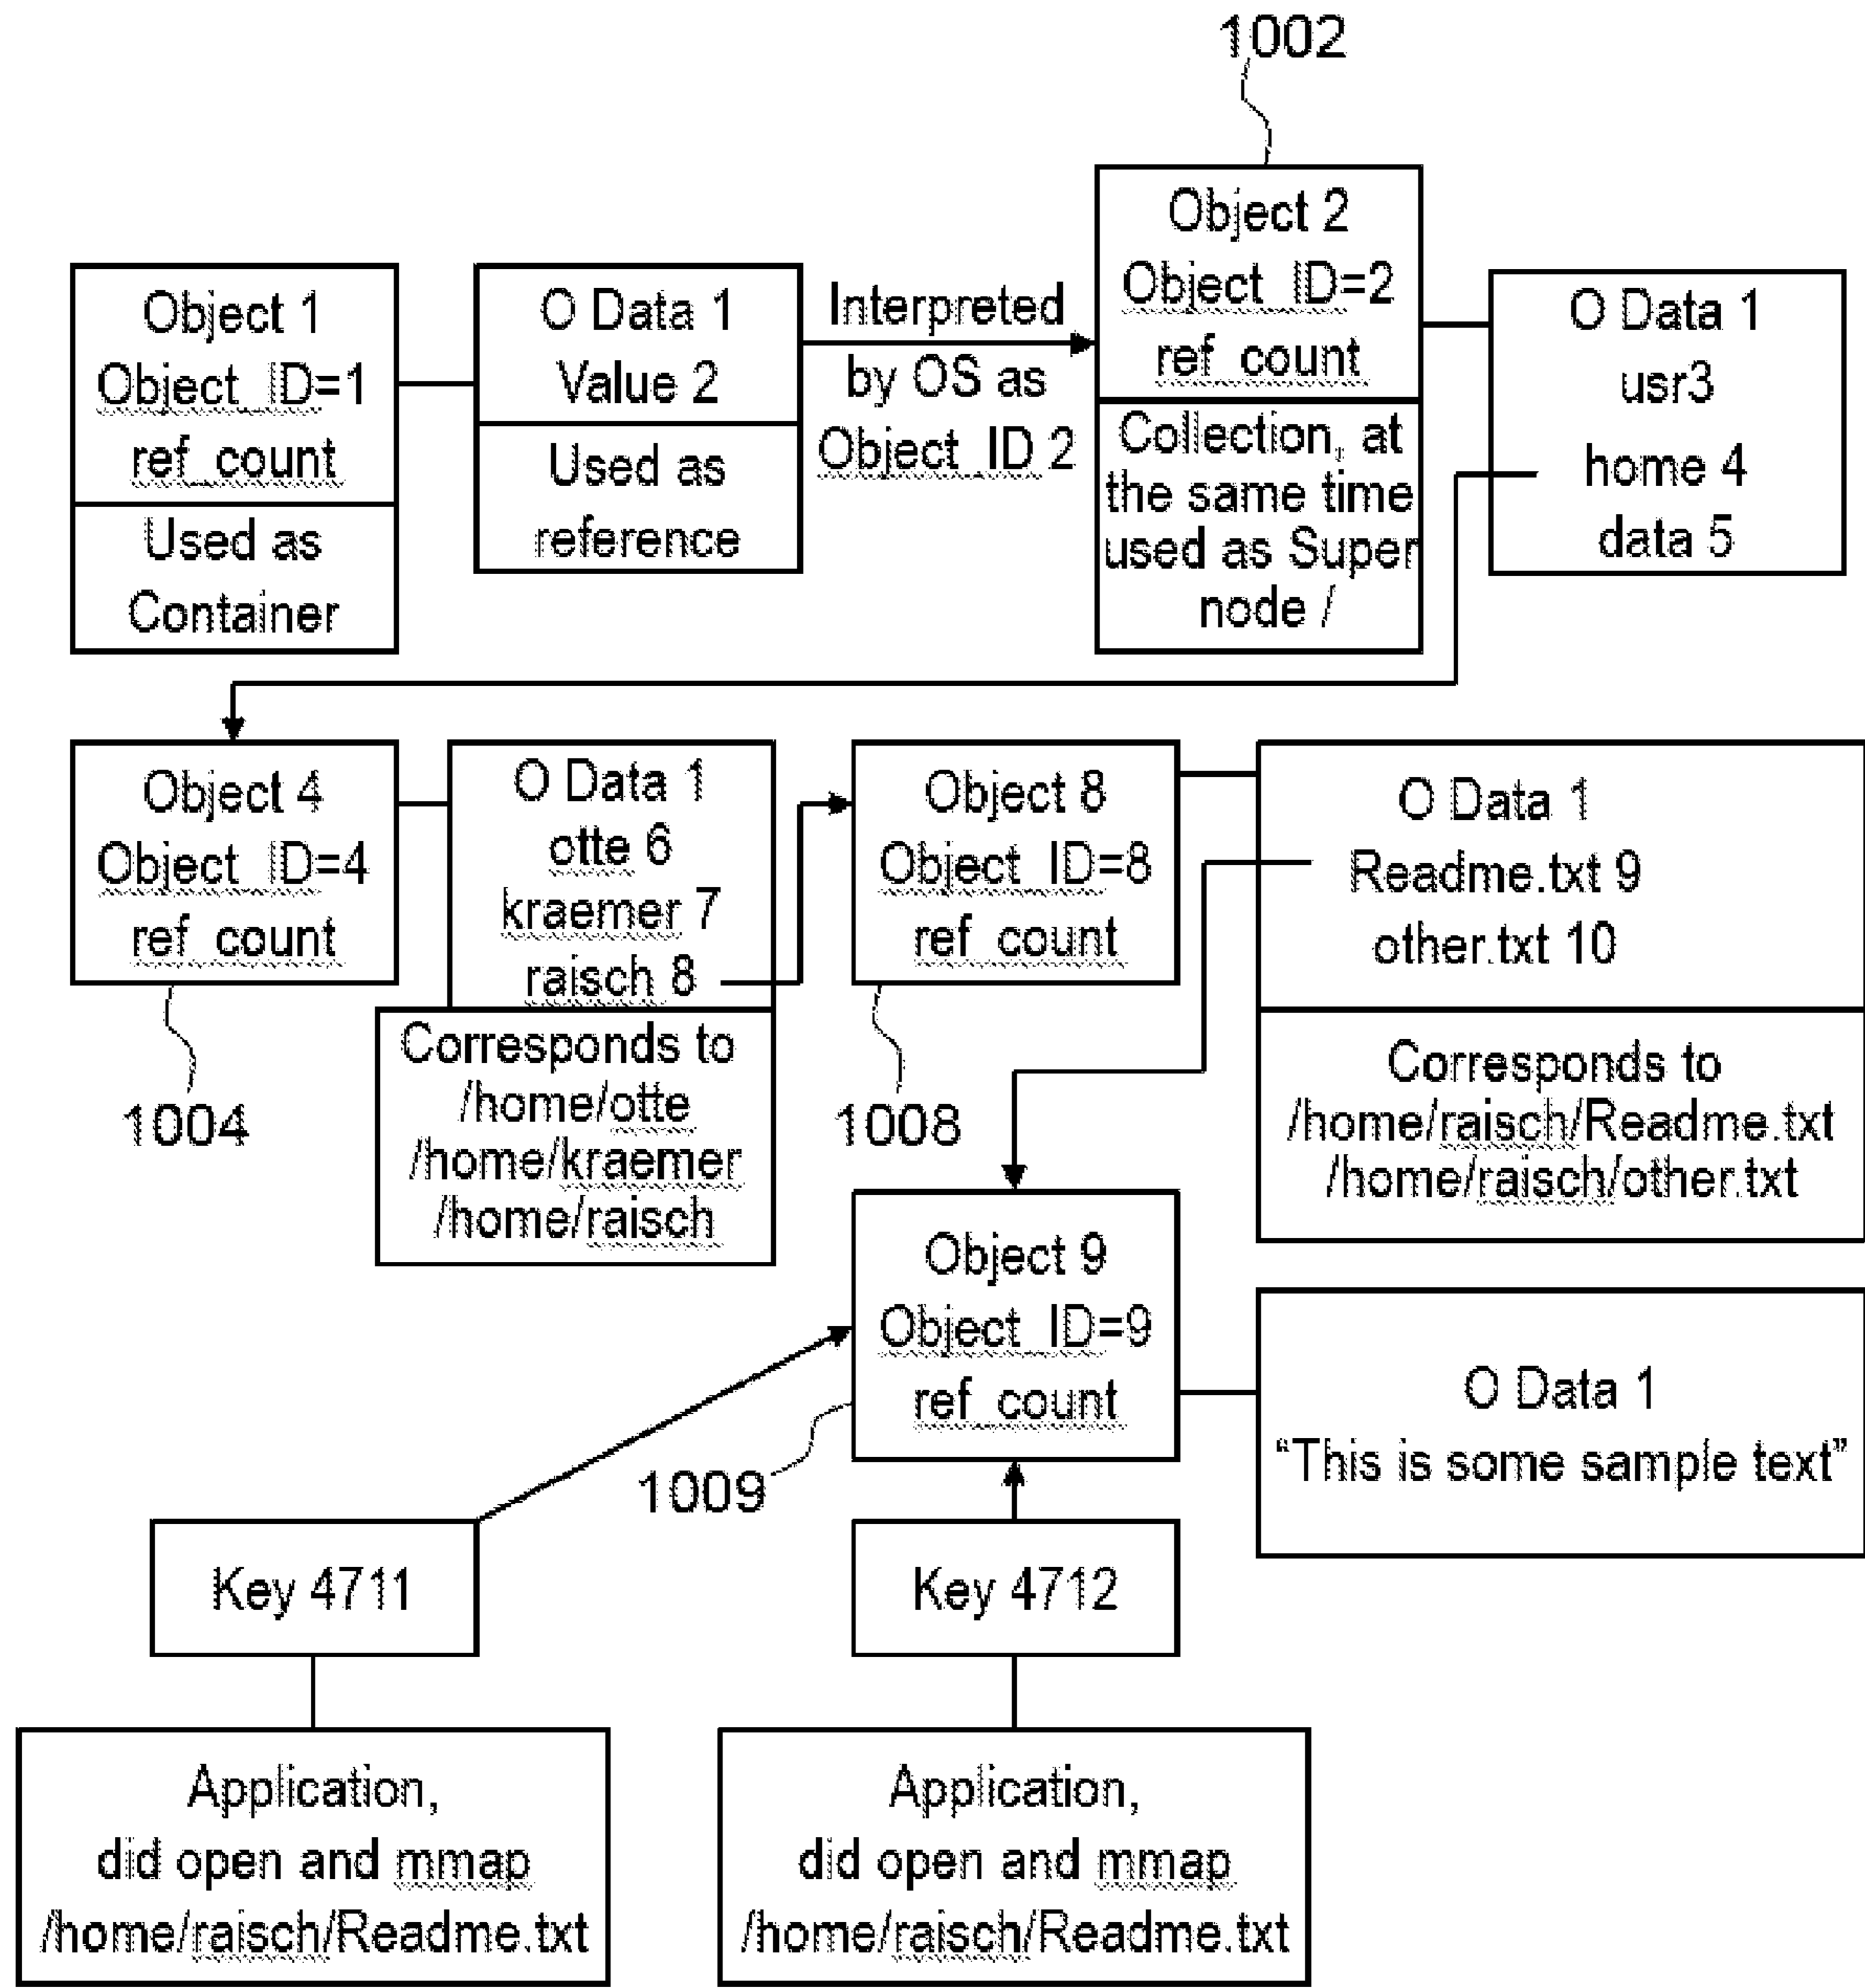 1002
Object 1
Object_ID=1
ref_count
Used as
Container
O Data 1
Value 2
Used as
reference
Interpreted
by OS as
Object_ID 2
Object 2
Object_ID=2
ref_count
Collection, at
the same time
used as Super
node /
O Data 1
usr3
home 4
data 5
Object 4
Object_ID=4
ref_count
1004
O Data 1
otte 6
kraemer 7
raisch 8
Corresponds to
/home/otte
/home/kraemer
/home/raisch
Object 8
Object_ID=8
ref_count
1008
O Data 1
Readme.txt 9
other.txt 10
Corresponds to
/home/raisch/Readme.txt
/home/raisch/other.txt
Object 9
Object_ID=9
ref_count
1009
O Data 1
“This is some sample text”
Key 4711
Key 4712
Application,
did open and mmap
/home/raisch/Readme.txt
Application,
did open and mmap
/home/raisch/Readme.txt